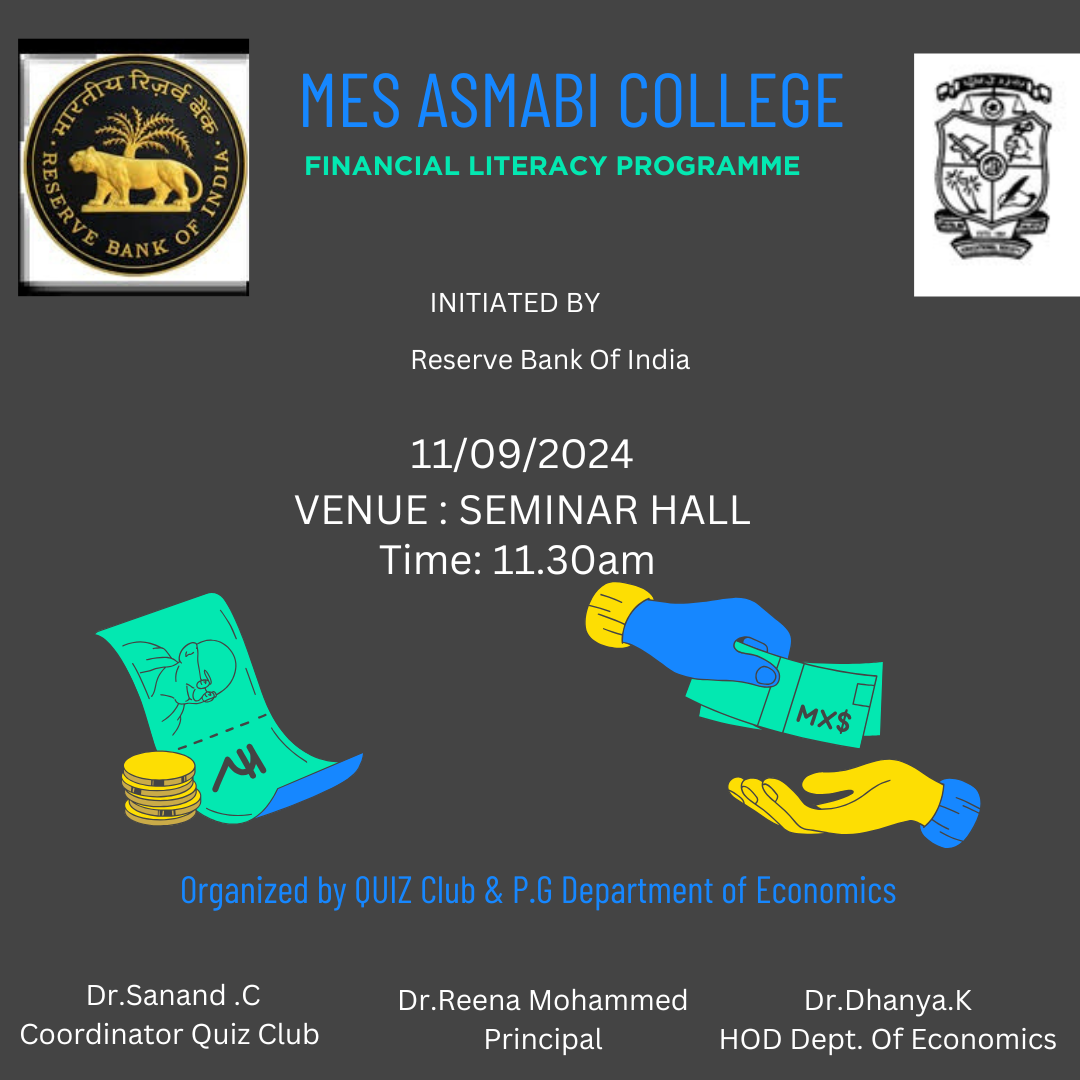 भारतीय रिज़र्व बैंक
RESERVE BANK OF INDIA
MES ASMABI COLLEGE
FINANCIAL LITERACY PROGRAMME
INITIATED BY
Reserve Bank Of India
11/09/2024
VENUE : SEMINAR HALL
Time: 11.30am
MX$
Organized by QUIZ Club & P.G Department of Economics
Dr.Sanand .C
Coordinator Quiz Club
Dr.Reena Mohammed
Principal
Dr.Dhanya.K
HOD Dept. Of Economics